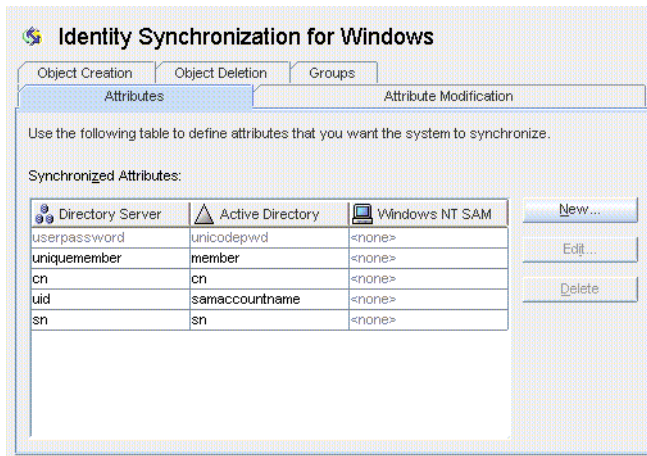 Identity Synchronization for Windows
Object Creation Object Deletion Groups
Attributes Attribute Modification
Use the following table to define attributes that you want the system to synchronize.
Synchronized Attributes:
Directory Server Active Directory Windows NT SAM New...
userpassword unicodepwd <none>
uniquemember member <none> Edit...
cn cn <none>
uid samaccountname <none> Delete
sn sn <none>